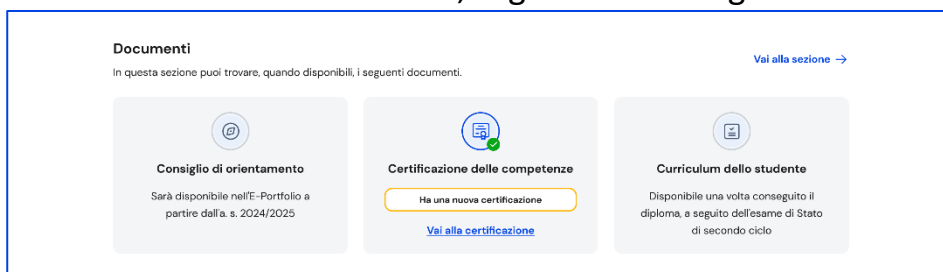 Documenti
Vai alla sezione →
In questa sezione puoi trovare, quando disponibili, i seguenti documenti.
Consiglio di orientamento
Sarà disponibile nell'E-Portfolio a
partire dall'a. s. 2024/2025
Certificazione delle competenze
Ha una nuova certificazione
Vai alla certificazione
Curriculum dello studente
Disponibile una volta conseguito il
diploma, a seguito dell'esame di Stato
di secondo ciclo